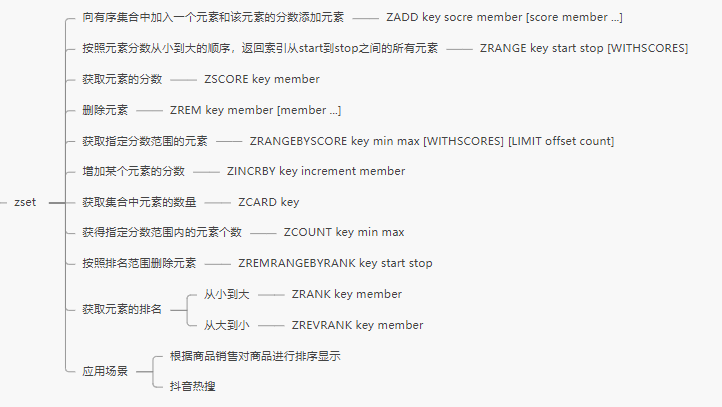 向有序集合中加入一个元素和该元素的分数添加元素 ZADD key socre member [score member ...]
按照元素分数从小到大的顺序，返回索引从start到stop之间的所有元素 ZRANGE key start stop [WITHSCORES]
获取元素的分数 ZSCORE key member
删除元素 ZREM key member [member ...]
获取指定分数范围的元素 ZRANGEBYSCORE key min max [WITHSCORES] [LIMIT offset count]
增加某个元素的分数 ZINCRBY key increment member
zset 获取集合中元素的数量 ZCARD key
获得指定分数范围内的元素个数 ZCOUNT key min max
按照排名范围删除元素 ZREMRANGEBYRANK key start stop
获取元素的排名
从小到大 ZRANK key member
从大到小 ZREVRANK key member
应用场景
根据商品销售对商品进行排序显示
抖音热搜